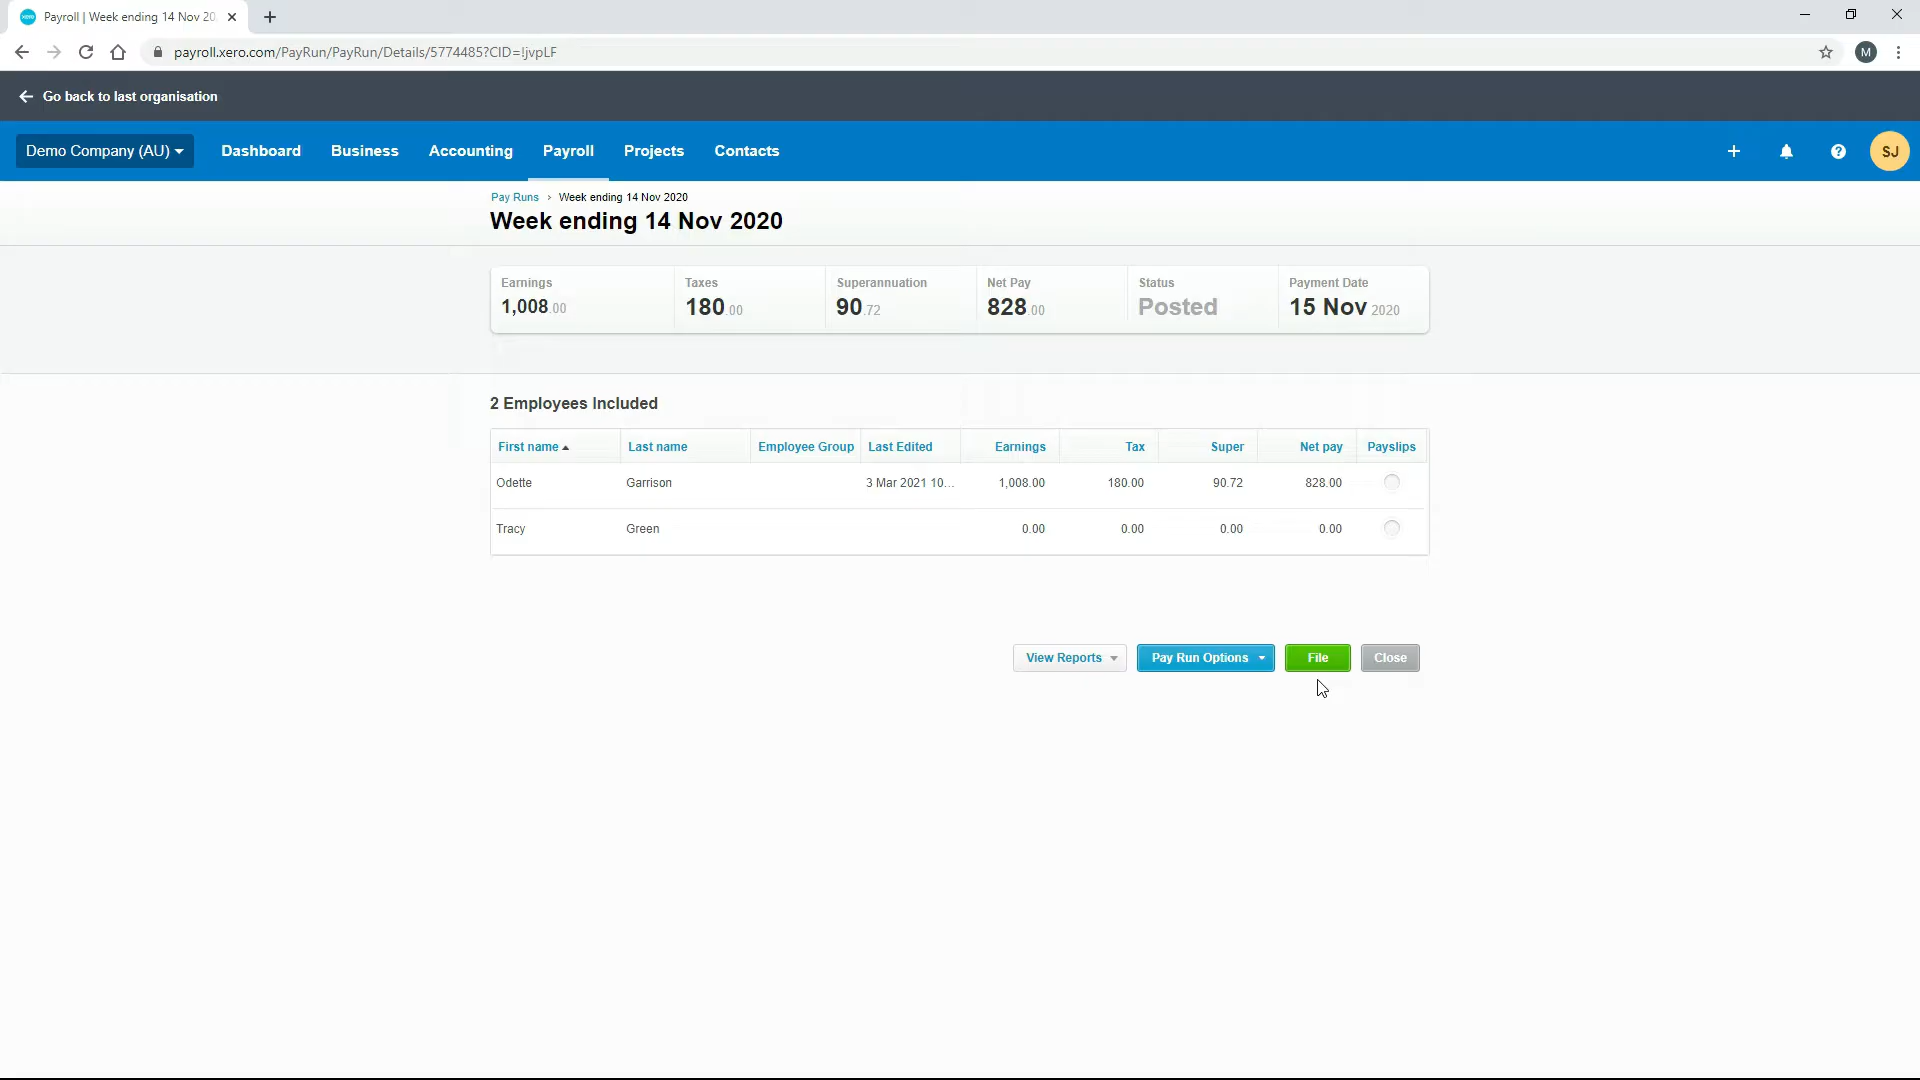 Payroll | Week ending 14 Nov 20
payroll.xero.com/PayRun/PayRun/Details/5774485?CID=!jvpLF
M
Go back to last organisation
Demo Company (AU) Dashboard Business Accounting Payroll Projects Contacts
SJ
Pay Runs › Week ending 14 Nov 2020
Week ending 14 Nov 2020
Earnings Taxes Superannuation Net Pay Status Payment Date
1,008.00 180.00 90.72 828.00 Posted 15 Nov 2020
2 Employees Included
First name Last name Employee Group Last Edited Earnings Tax Super Net pay Payslips
Odette Garrison 3 Mar 2021 10... 1,008.00 180.00 90.72 828.00
Tracy Green 0.00 0.00 0.00 0.00
View Reports Pay Run Options File Close